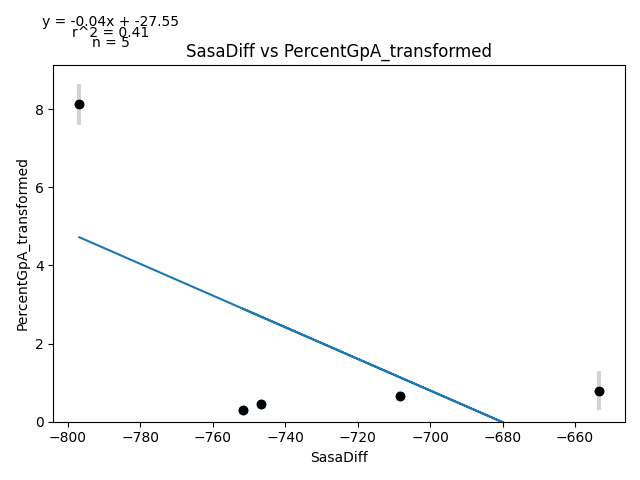 y = -0.04x + -27.55
r^2 = 0.41
n = 5
SasaDiff vs PercentGpA_transformed
PercentGpA_transformed
8
6
4
2
0
−800
−780
−760
−740
−720
−700
−680
−660
SasaDiff